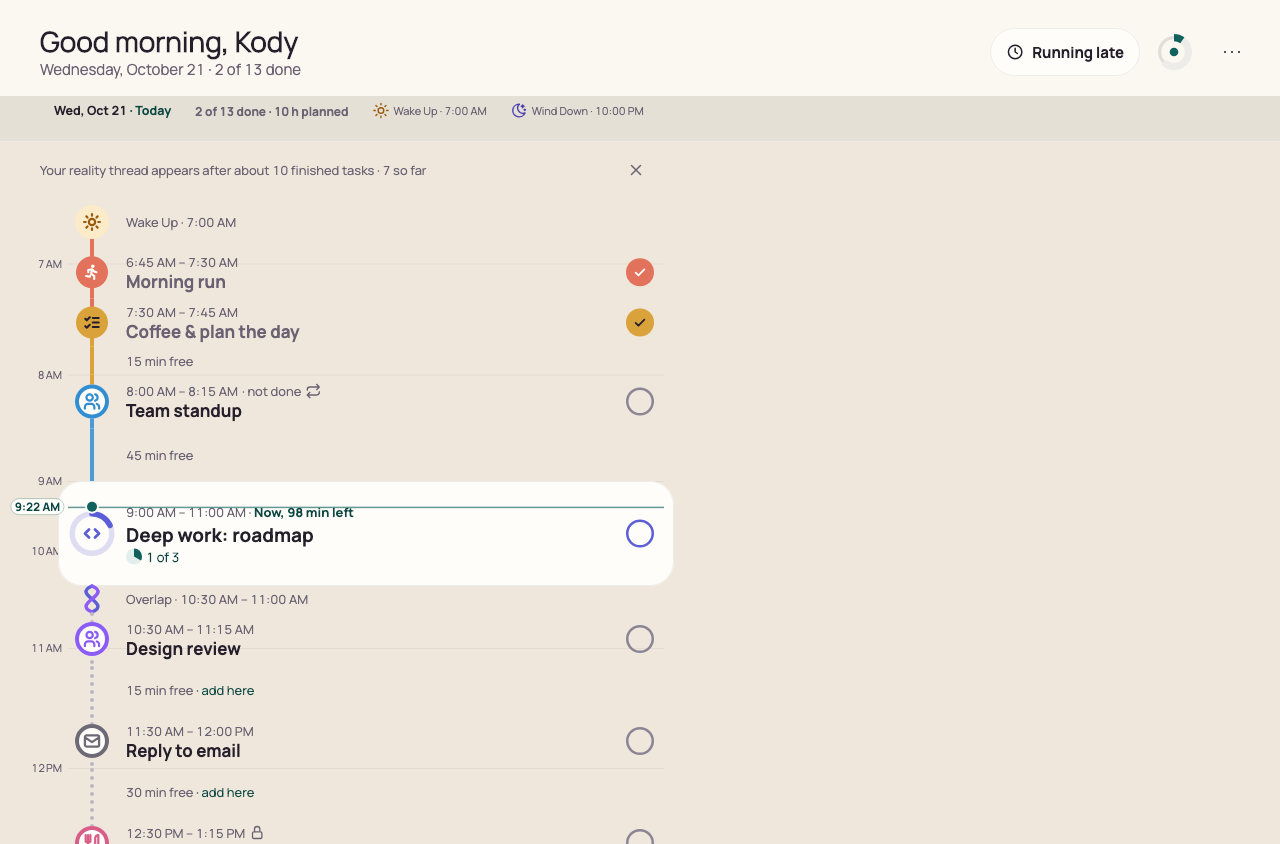 Good morning, Kody
Wednesday, October 21 · 2 of 13 done
Running late
Wed, Oct 21 · Today
2 of 13 done · 10 h planned
Wake Up · 7:00 AM
Wind Down · 10:00 PM
Your reality thread appears after about 10 finished tasks · 7 so far
Wake Up · 7:00 AM
7 AM
6:45 AM – 7:30 AM
Morning run
7:30 AM – 7:45 AM
Coffee & plan the day
15 min free
8 AM
8:00 AM – 8:15 AM · not done
Team standup
45 min free
9 AM
9:22 AM
9:00 AM – 11:00 AM · Now, 98 min left
Deep work: roadmap
10 AM
1 of 3
Overlap · 10:30 AM – 11:00 AM
10:30 AM – 11:15 AM
11 AM
Design review
15 min free · add here
11:30 AM – 12:00 PM
Reply to email
12 PM
30 min free · add here
12:30 PM – 1:15 PM